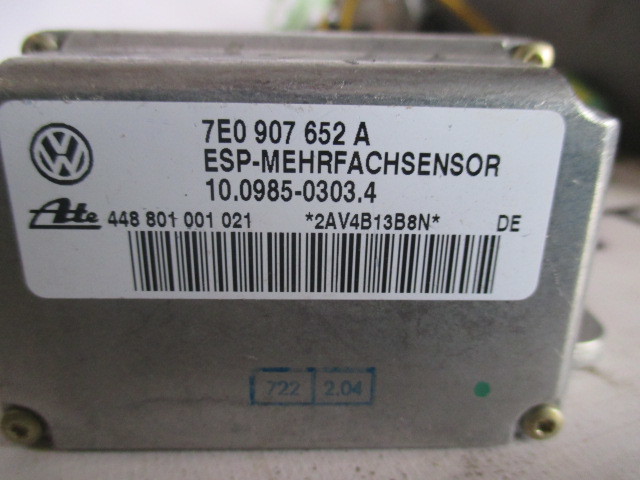 7E0 907 652 A
ESP-MEHRFACHSENSOR
10.0985-0303.4
VW
Ate 448 801 001 021 *2AV4B13B8N* DE
722 2.04